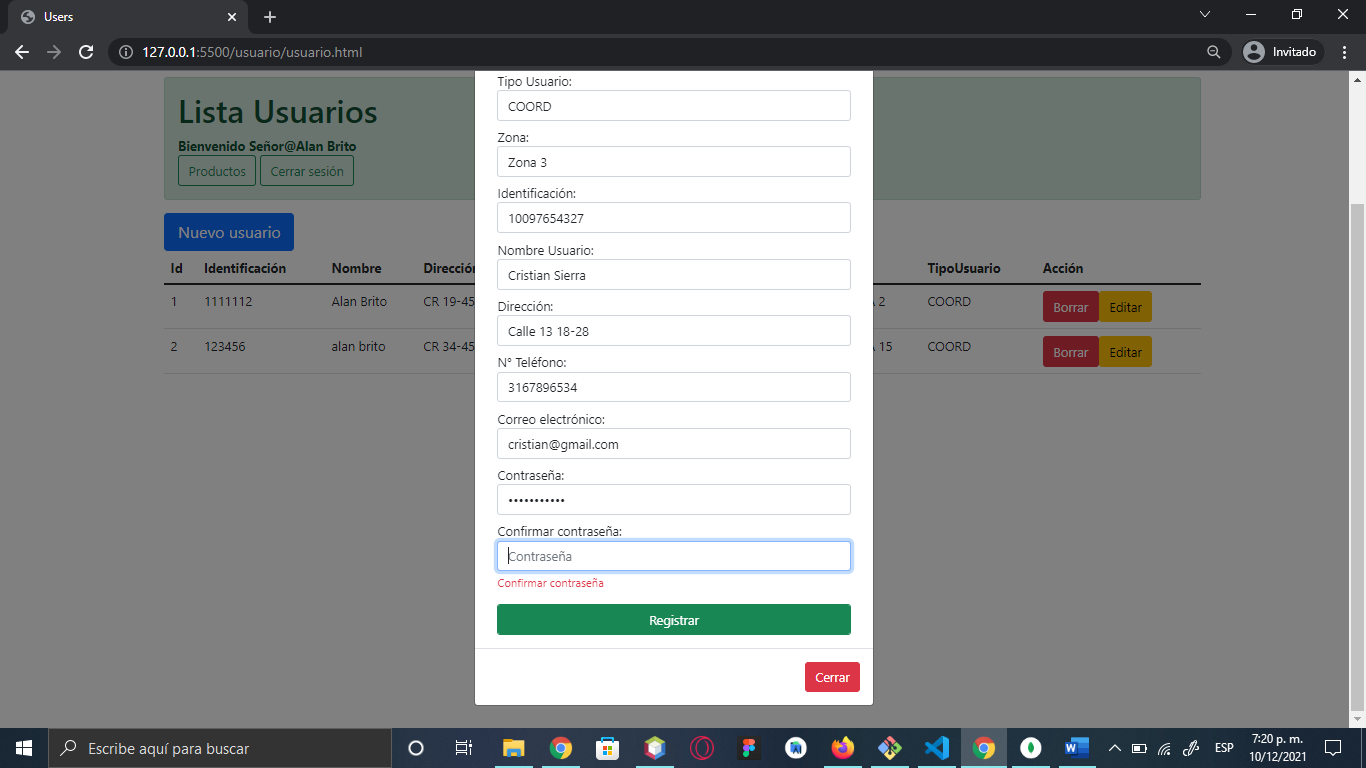 Users
127.0.0.1:5500/usuario/usuario.html
Invitado
Lista Usuarios
Bienvenido Señor@Alan Brito
Productos Cerrar sesión
Nuevo usuario
Id Identificación Nombre Dirección TipoUsuario Acción
1 1111112 Alan Brito CR 19-45 2 COORD Borrar Editar
2 123456 alan brito CR 34-45 15 COORD Borrar Editar
Tipo Usuario:
COORD
Zona:
Zona 3
Identificación:
10097654327
Nombre Usuario:
Cristian Sierra
Dirección:
Calle 13 18-28
N° Teléfono:
3167896534
Correo electrónico:
cristian@gmail.com
Contraseña:
•••••••••••
Confirmar contraseña:
Contraseña
Confirmar contraseña
Registrar
Cerrar
Escribe aquí para buscar
ESP
7:20 p. m.
10/12/2021